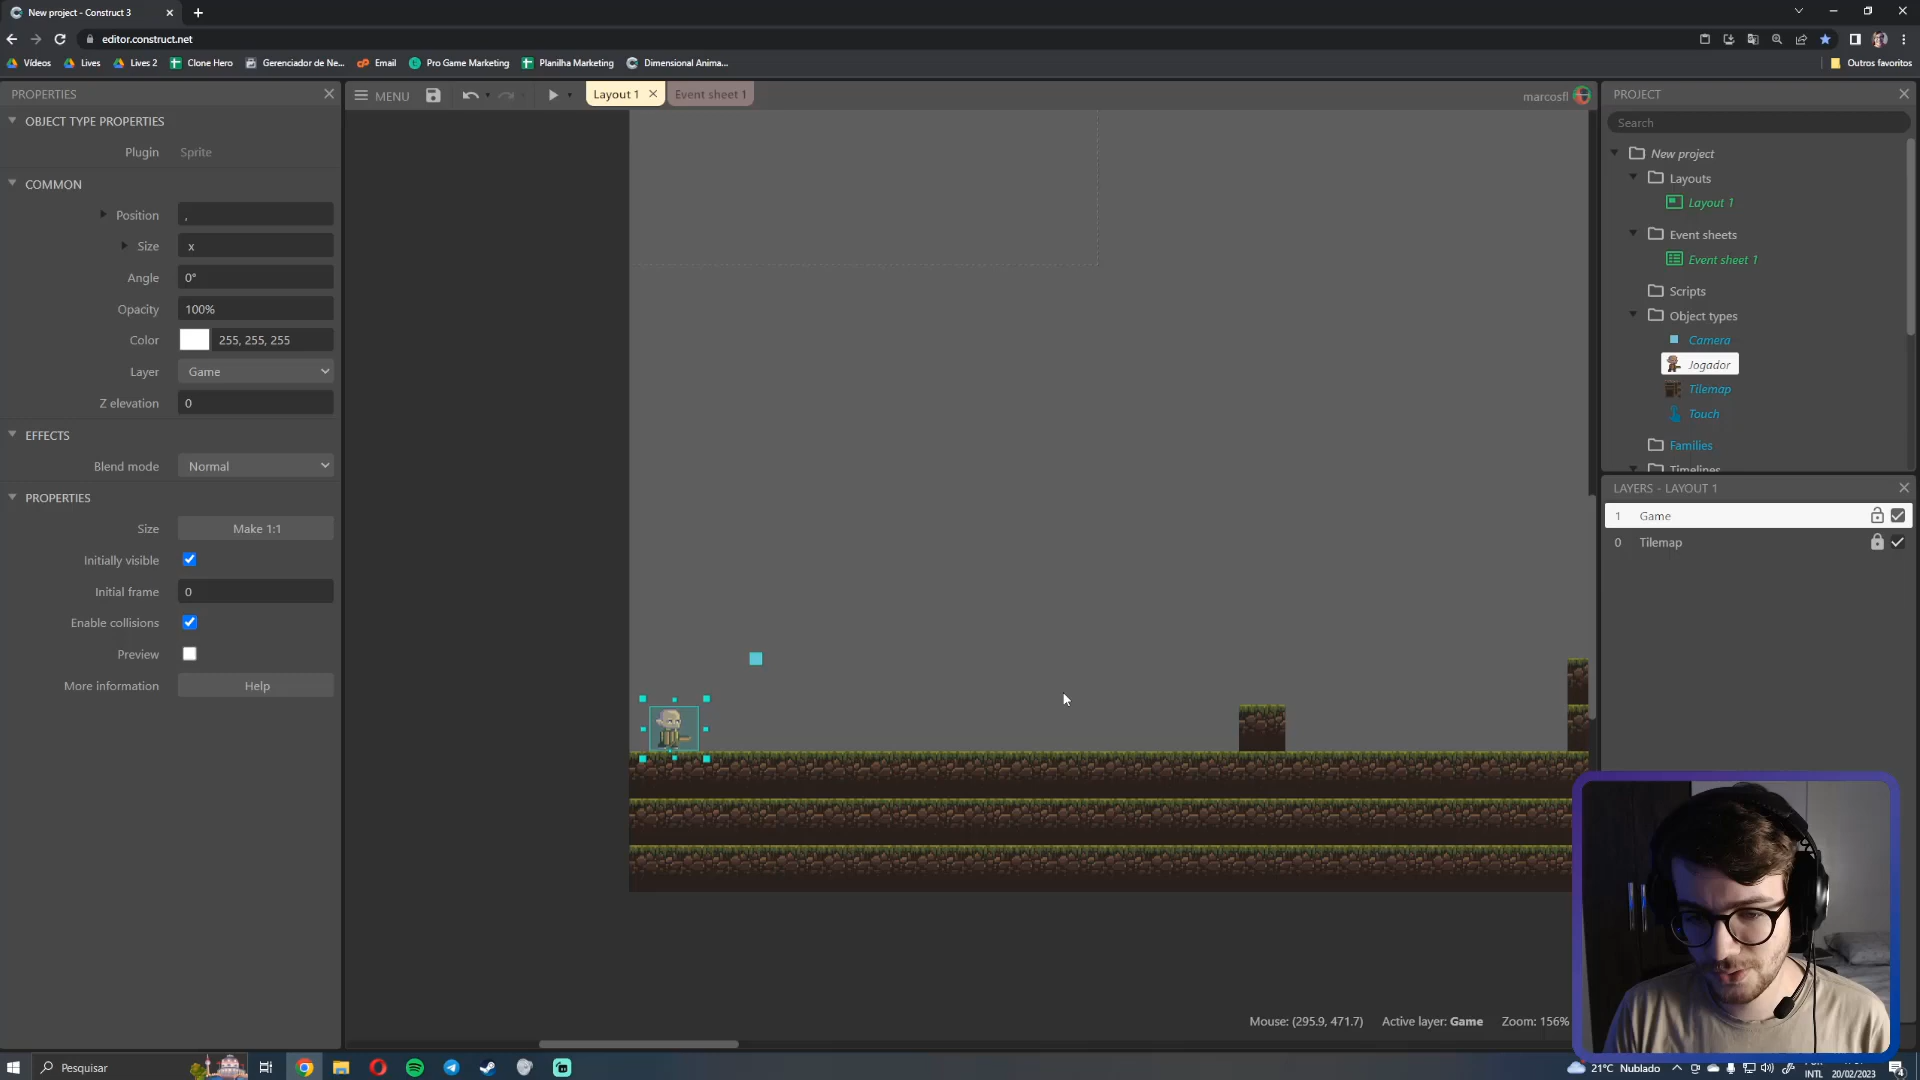 New project - Construct 3
editor.construct.net
Vídeos
Lives
Lives 2
Clone Hero
Gerenciador de Ne...
Email
Pro Game Marketing
Planilha Marketing
Dimensional Anima...
Outros favoritos
PROPERTIES
MENU
Layout 1
Event sheet 1
marcosfl
PROJECT
OBJECT TYPE PROPERTIES
Plugin
Sprite
COMMON
Position
,
Size
x
Angle
0°
Opacity
100%
Color
255, 255, 255
Layer
Game
Z elevation
0
EFFECTS
Blend mode
Normal
PROPERTIES
Size
Make 1:1
Initially visible
Initial frame
0
Enable collisions
Preview
More information
Help
Search
New project
Layouts
Layout 1
Event sheets
Event sheet 1
Scripts
Object types
Camera
Jogador
Tilemap
Touch
Families
Timelines
LAYERS - LAYOUT 1
1 Game
0 Tilemap
Mouse: (295.9, 471.7)
Active layer: Game
Zoom: 156%
Pesquisar
21°C Nublado
INTL
20/02/2023
4